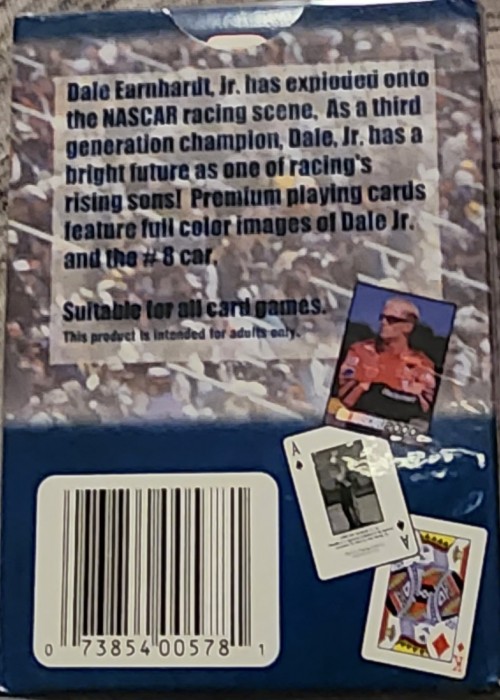 Dale Earnhardt, Jr. has exploded onto
the NASCAR racing scene. As a third
generation champion, Dale, Jr. has a
bright future as one of racing's
rising sons! Premium playing cards
feature full color images of Dale Jr.
and the # 8 car.
Suitable for all card games.
This product is intended for adults only.
A
A
K
0 73854 00578 1